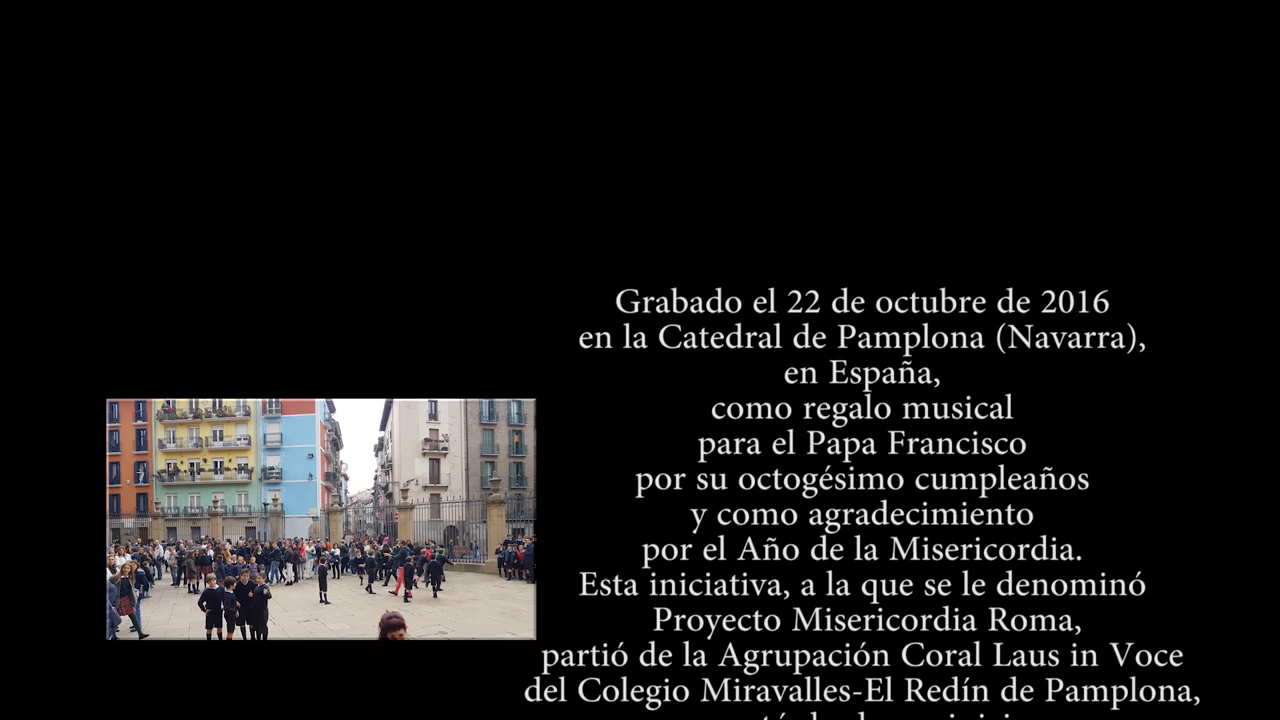 Grabado el 22 de octubre de 2016
en la Catedral de Pamplona (Navarra),
en España,
como regalo musical
para el Papa Francisco
por su octogésimo cumpleaños
y como agradecimiento
por el Año de la Misericordia.
Esta iniciativa, a la que se le denominó
Proyecto Misericordia Roma,
partió de la Agrupación Coral Laus in Voce
del Colegio Miravalles-El Redín de Pamplona,